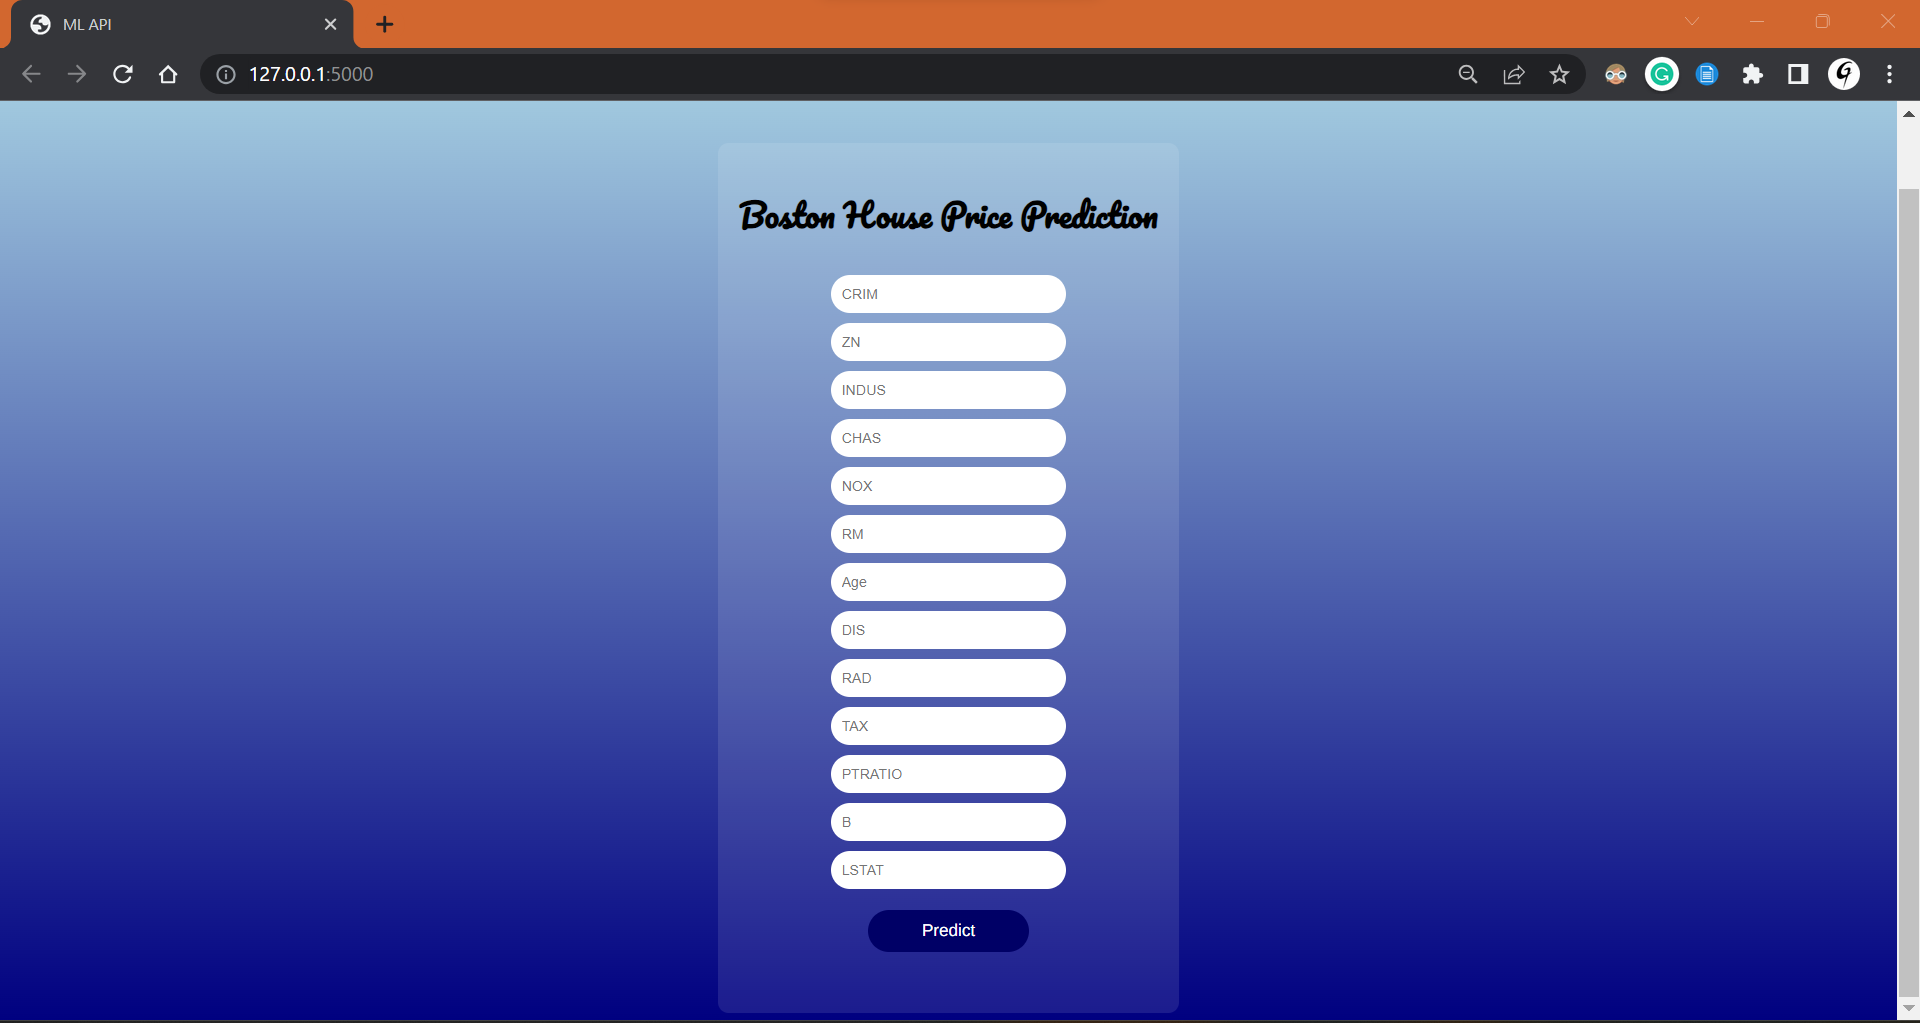 ML API
127.0.0.1:5000
Boston House Price Prediction
CRIM
ZN
INDUS
CHAS
NOX
RM
Age
DIS
RAD
TAX
PTRATIO
B
LSTAT
Predict